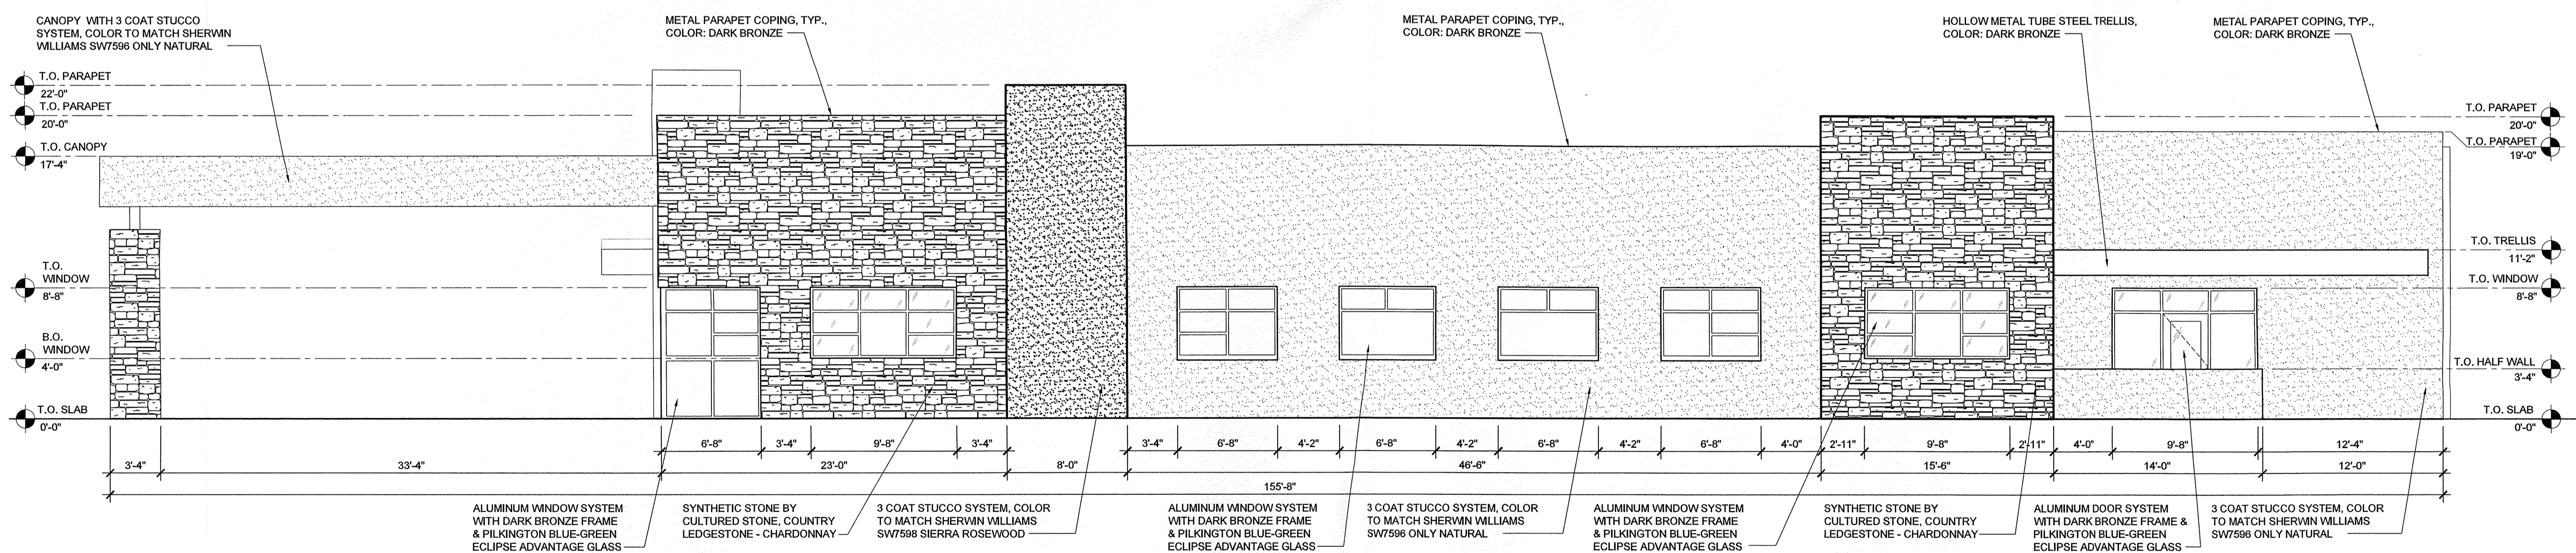 CANOPY WITH 3 COAT STUCCO
SYSTEM, COLOR TO MATCH SHERWIN
WILLIAMS SW7596 ONLY NATURAL
METAL PARAPET COPING, TYP.,
COLOR: DARK BRONZE
METAL PARAPET COPING, TYP.,
COLOR: DARK BRONZE
HOLLOW METAL TUBE STEEL TRELLIS,
COLOR: DARK BRONZE
METAL PARAPET COPING, TYP.,
COLOR: DARK BRONZE
T.O. PARAPET
22'-0"
T.O. PARAPET
20'-0"
T.O. CANOPY
17'-4"
T.O.
WINDOW
8'-8"
B.O.
WINDOW
4'-0"
T.O. SLAB
0'-0"
T.O. PARAPET
20'-0"
T.O. PARAPET
19'-0"
T.O. TRELLIS
11'-2"
T.O. WINDOW
8'-8"
T.O. HALF WALL
3'-4"
T.O. SLAB
0'-0"
6'-8" 3'-4" 9'-8" 3'-4" 3'-4" 6'-8" 4'-2" 6'-8" 4'-2" 6'-8" 4'-2" 6'-8" 4'-0" 2'-11" 9'-8" 2'-11" 4'-0" 9'-8" 12'-4"
3'-4" 33'-4" 23'-0" 8'-0" 46'-6" 15'-6" 14'-0" 12'-0"
155'-8"
ALUMINUM WINDOW SYSTEM
WITH DARK BRONZE FRAME
& PILKINGTON BLUE-GREEN
ECLIPSE ADVANTAGE GLASS
SYNTHETIC STONE BY
CULTURED STONE, COUNTRY
LEDGESTONE - CHARDONNAY
3 COAT STUCCO SYSTEM, COLOR
TO MATCH SHERWIN WILLIAMS
SW7598 SIERRA ROSEWOOD
ALUMINUM WINDOW SYSTEM
WITH DARK BRONZE FRAME
& PILKINGTON BLUE-GREEN
ECLIPSE ADVANTAGE GLASS
3 COAT STUCCO SYSTEM, COLOR
TO MATCH SHERWIN WILLIAMS
SW7596 ONLY NATURAL
ALUMINUM WINDOW SYSTEM
WITH DARK BRONZE FRAME
& PILKINGTON BLUE-GREEN
ECLIPSE ADVANTAGE GLASS
SYNTHETIC STONE BY
CULTURED STONE, COUNTRY
LEDGESTONE - CHARDONNAY
ALUMINUM DOOR SYSTEM
WITH DARK BRONZE FRAME &
PILKINGTON BLUE-GREEN
ECLIPSE ADVANTAGE GLASS
3 COAT STUCCO SYSTEM, COLOR
TO MATCH SHERWIN WILLIAMS
SW7596 ONLY NATURAL